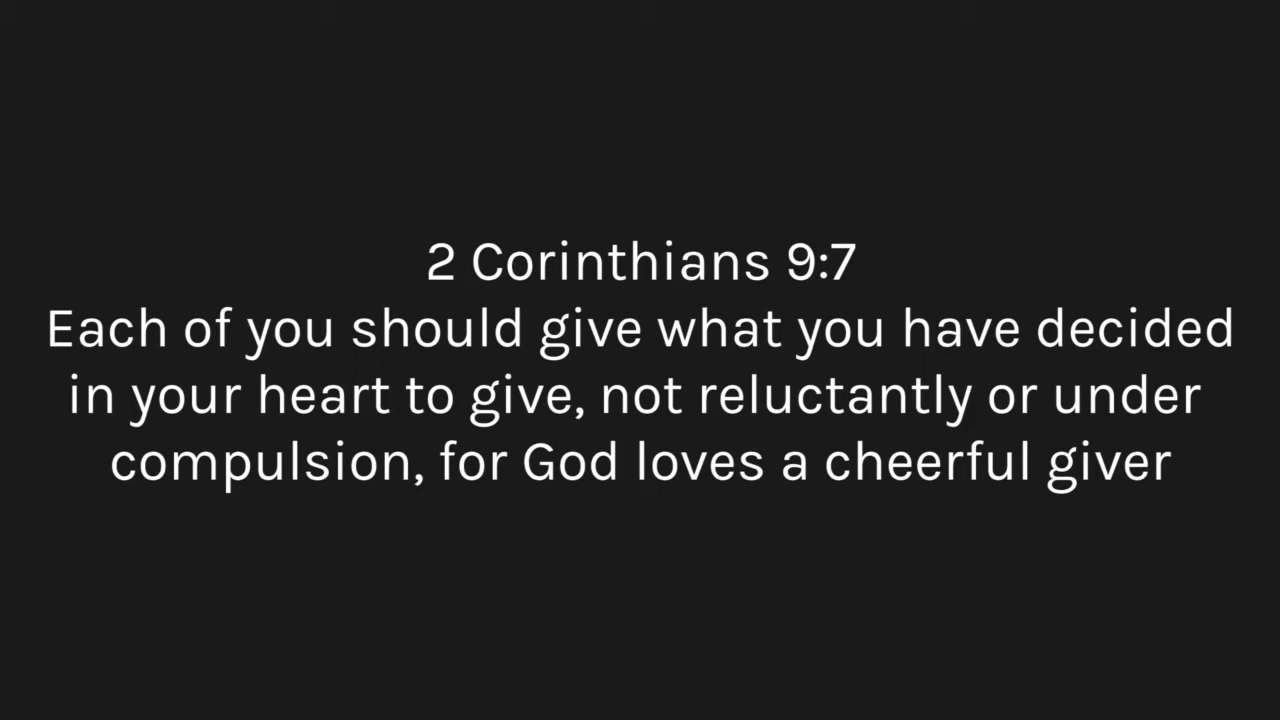 2 Corinthians 9:7
Each of you should give what you have decided
in your heart to give, not reluctantly or under
compulsion, for God loves a cheerful giver